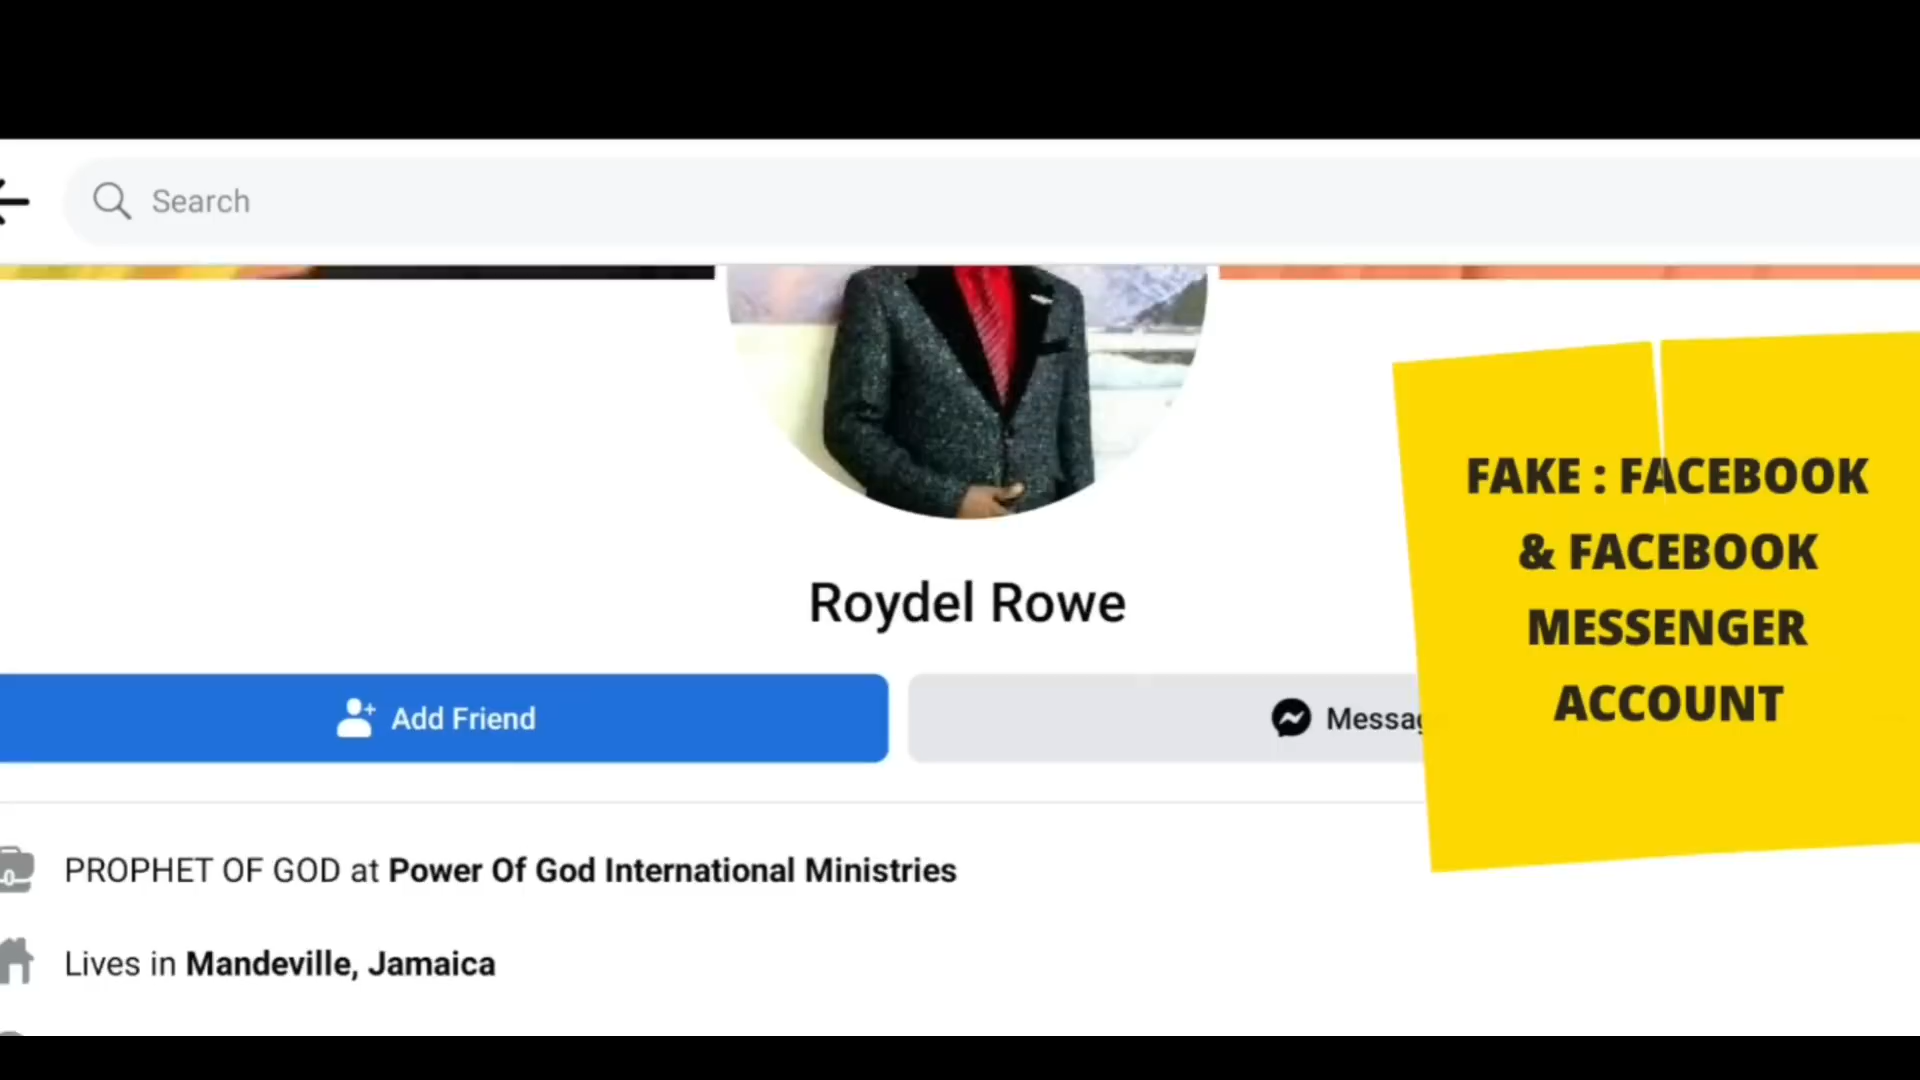 Search
Roydel Rowe
Add Friend
FAKE : FACEBOOK
& FACEBOOK
MESSENGER
ACCOUNT
PROPHET OF GOD at Power Of God International Ministries
Lives in Mandeville, Jamaica